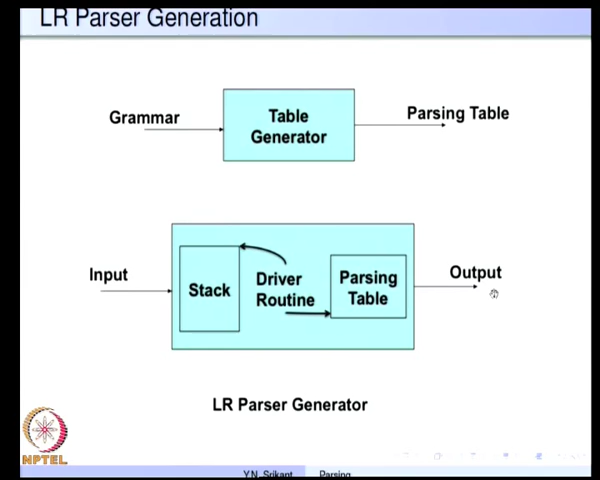 LR Parser Generation
Grammar
Table
Generator
Parsing Table
Input
Stack
Driver
Routine
Parsing
Table
Output
LR Parser Generator
NPTEL
Y.N. Srikant
Parsing